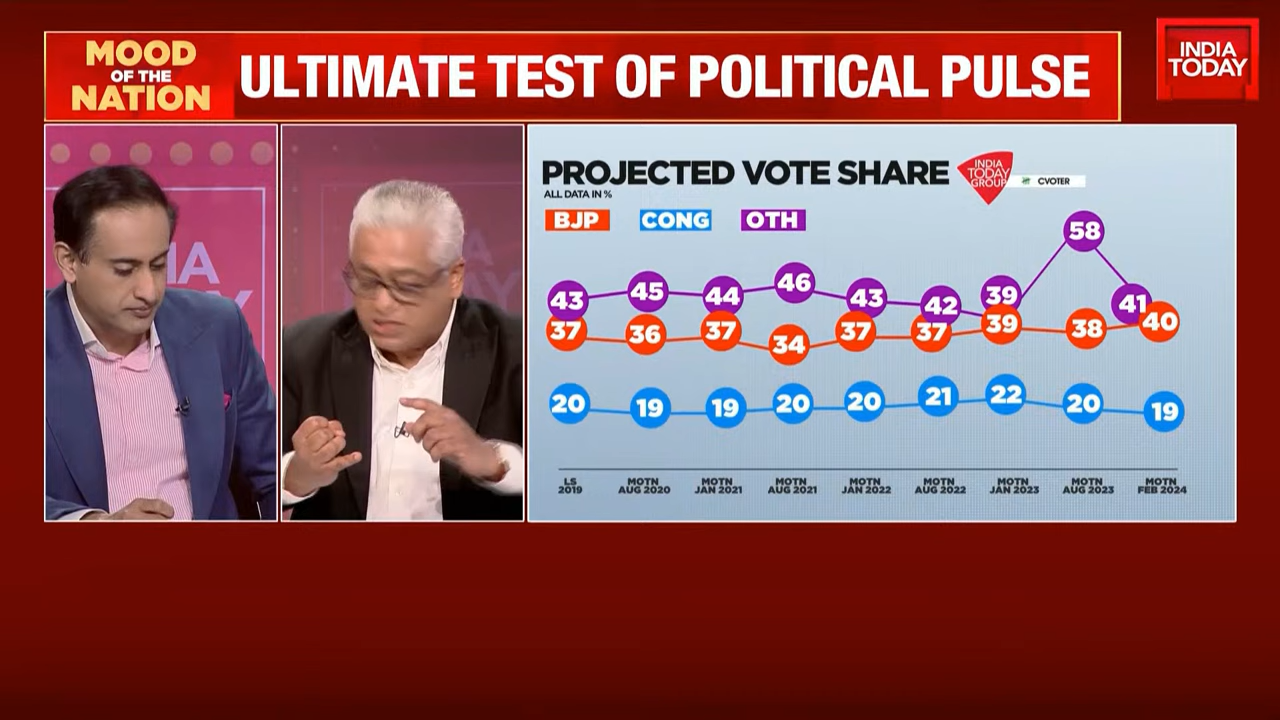 MOOD
OF THE
NATION
ULTIMATE TEST OF POLITICAL PULSE
INDIA
TODAY
PROJECTED VOTE SHARE
ALL DATA IN %
INDIA
TODAY
GROUP
CVOTER
BJP CONG OTH
43 45 44 46 43 42 39 58 41
37 36 37 34 37 37 39 38 40
20 19 19 20 20 21 22 20 19
LS
2019
MOTN
AUG 2020
MOTN
JAN 2021
MOTN
AUG 2021
MOTN
JAN 2022
MOTN
AUG 2022
MOTN
JAN 2023
MOTN
AUG 2023
MOTN
FEB 2024